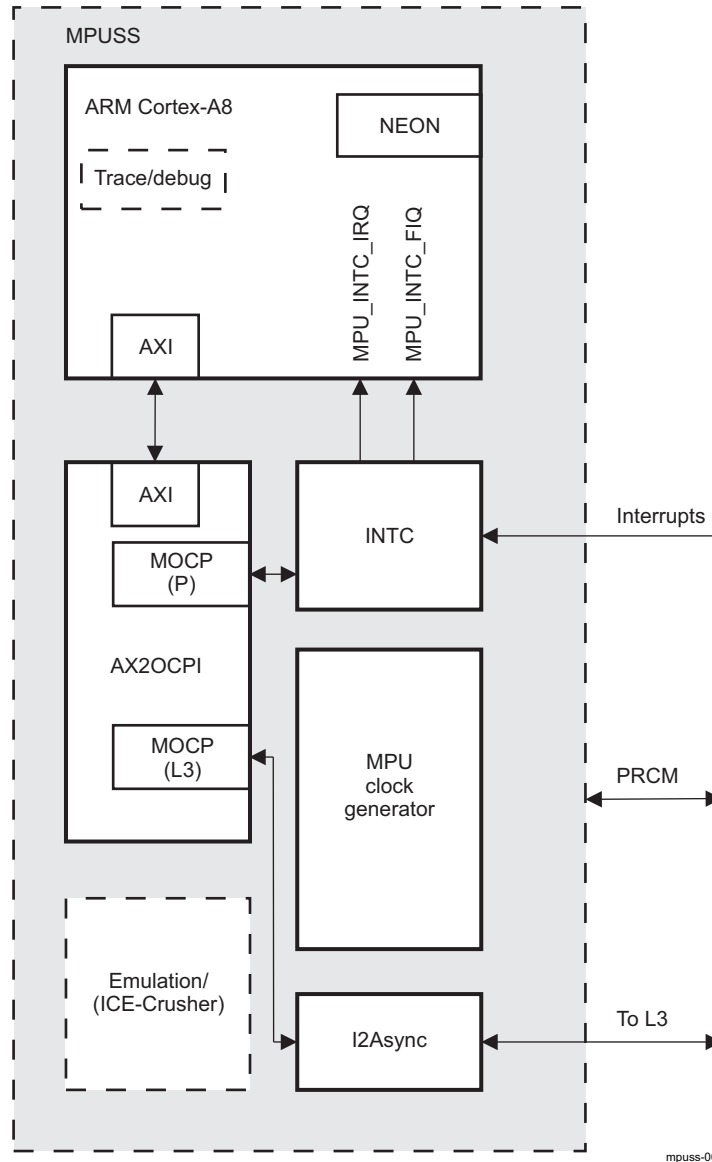 MPUSS
ARM Cortex-A8
NEON
Trace/debug
MPU_INTC_IRQ
MPU_INTC_FIQ
AXI
AXI
INTC
Interrupts
MOCP
(P)
AX2OCPI
MOCP
(L3)
MPU
clock
generator
PRCM
Emulation/
(ICE-Crusher)
I2Async
To L3